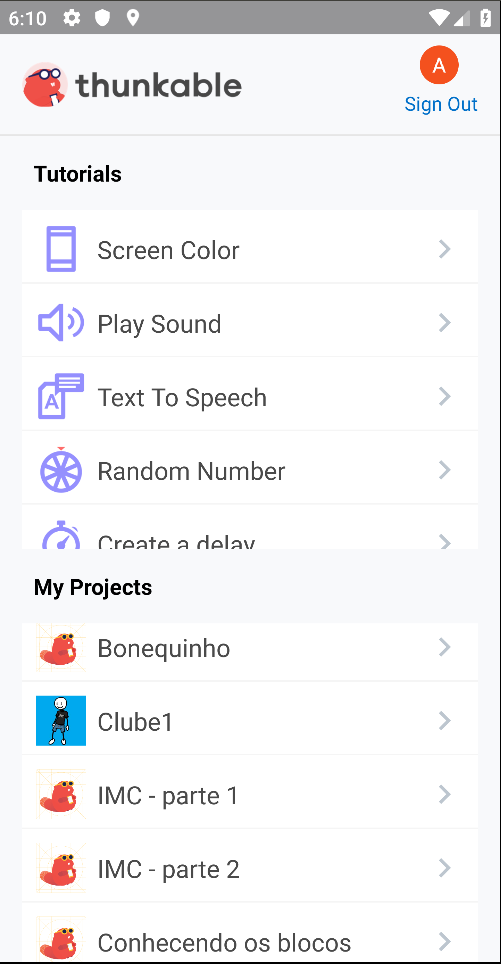 6:10
thunkable
A
Sign Out
Tutorials
Screen Color
Play Sound
A
Text To Speech
Random Number
Create a delay
My Projects
Bonequinho
Clube1
IMC - parte 1
IMC - parte 2
Conhecendo os blocos